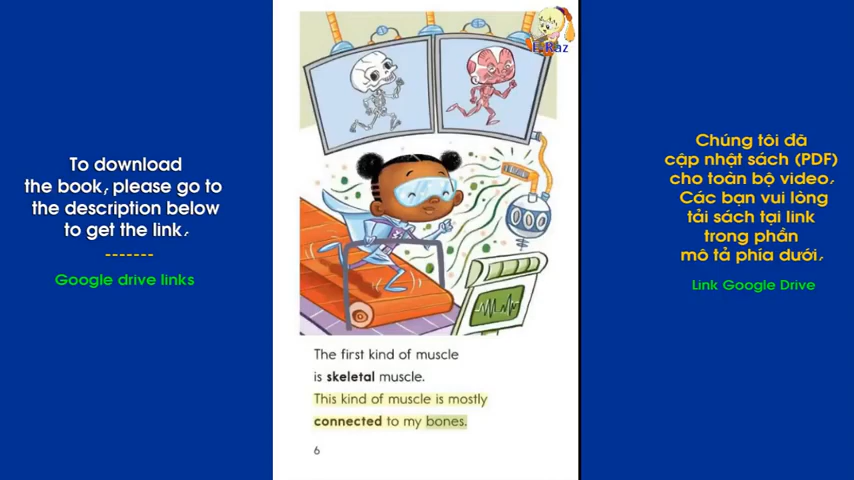 To download
the book, please go to
the description below
to get the link.
-------
Google drive links
Raz
The first kind of muscle
is skeletal muscle.
This kind of muscle is mostly
connected to my bones.
6
Chúng tôi đã
cập nhật sách (PDF)
cho toàn bộ video.
Các bạn vui lòng
tải sách tại link
trong phần
mô tả phía dưới.
Link Google Drive